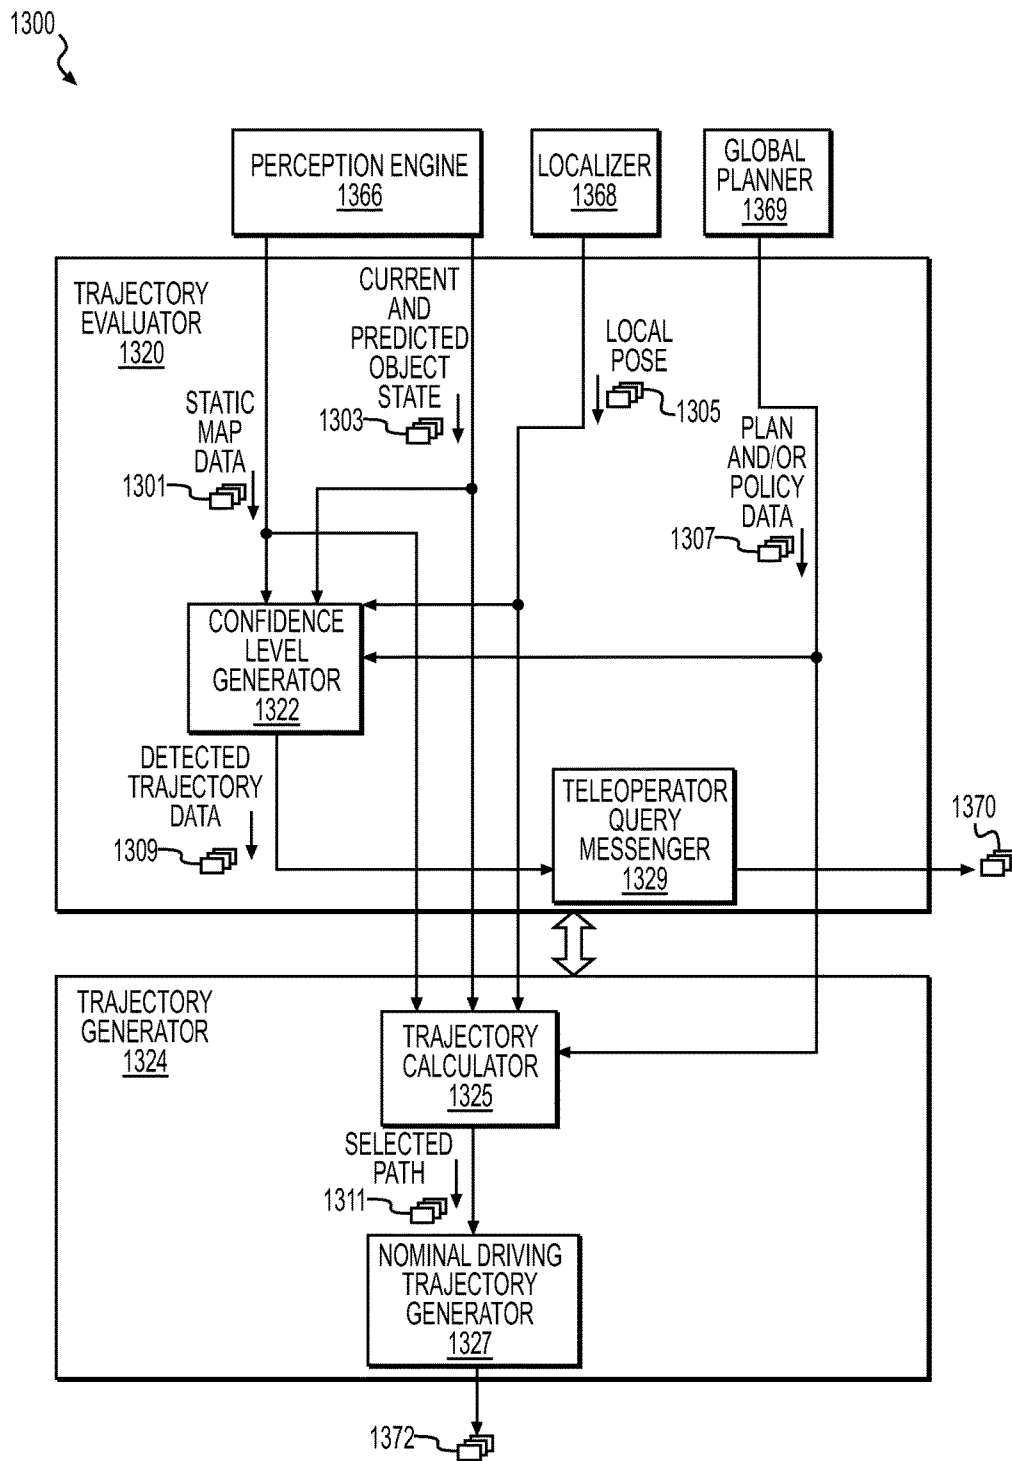 1300
PERCEPTION ENGINE
1366
LOCALIZER
1368
GLOBAL
PLANNER
1369
TRAJECTORY
EVALUATOR
1320
CURRENT
AND
PREDICTED
OBJECT
STATE
1303
LOCAL
POSE
1305
STATIC
MAP
DATA
1301
PLAN
AND/OR
POLICY
DATA
1307
CONFIDENCE
LEVEL
GENERATOR
1322
DETECTED
TRAJECTORY
DATA
1309
TELEOPERATOR
QUERY
MESSENGER
1329
1370
TRAJECTORY
GENERATOR
1324
TRAJECTORY
CALCULATOR
1325
SELECTED
PATH
1311
NOMINAL DRIVING
TRAJECTORY
GENERATOR
1327
1372